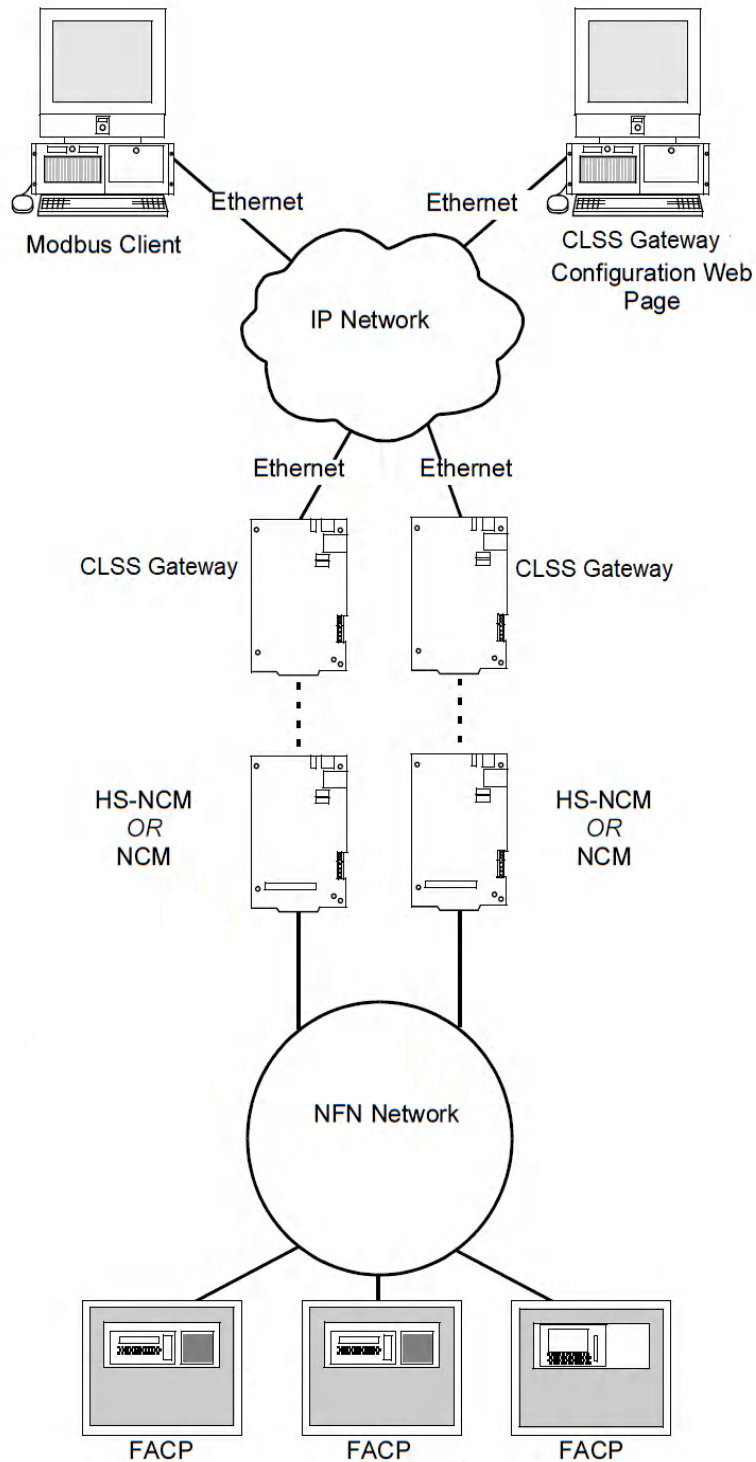 Ethernet
Ethernet
Modbus Client
CLSS Gateway
Configuration Web
Page
IP Network
Ethernet
Ethernet
CLSS Gateway
CLSS Gateway
HS-NCM
OR
NCM
HS-NCM
OR
NCM
NFN Network
FACP
FACP
FACP